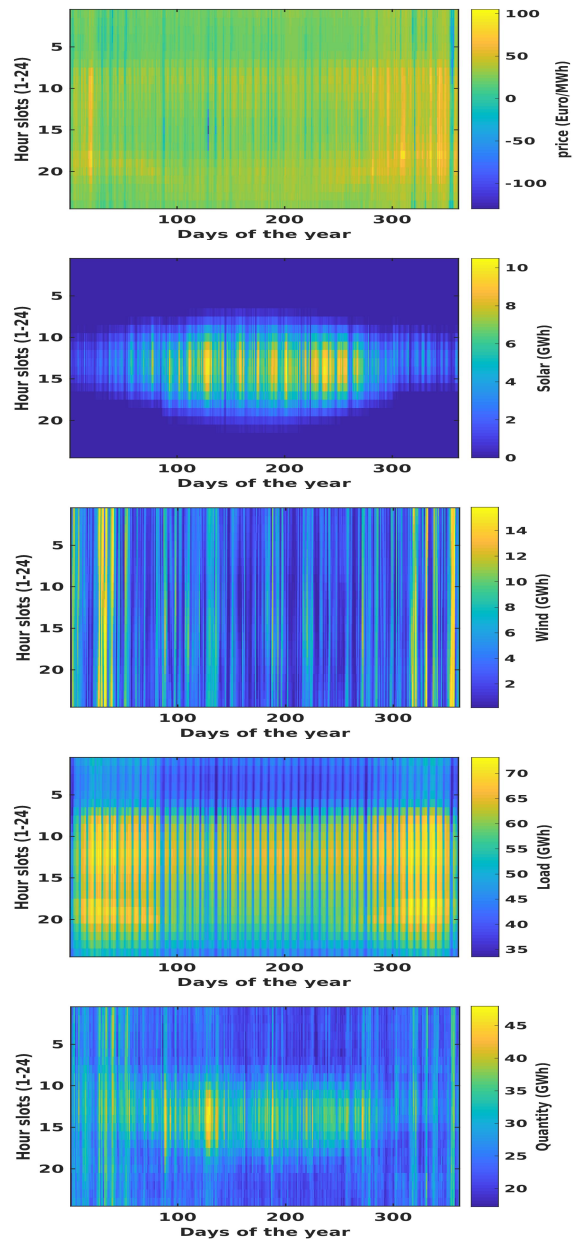 100
5
50
10
0
15
-50
20
-100
Hour slots (1-24)
price (Euro/MWh)
100 200 300
Days of the year
10
5
8
10
6
15
4
20
2
0
Hour slots (1-24)
Solar (GWh)
100 200 300
Days of the year
14
5
12
10
10
8
15
6
20
4
2
Hour slots (1-24)
Wind (GWh)
100 200 300
Days of the year
70
5
65
60
10
55
50
15
45
20
40
35
Hour slots (1-24)
Load (GWh)
100 200 300
Days of the year
45
5
40
10
35
30
15
25
20
20
Hour slots (1-24)
Quantity (GWh)
100 200 300
Days of the year